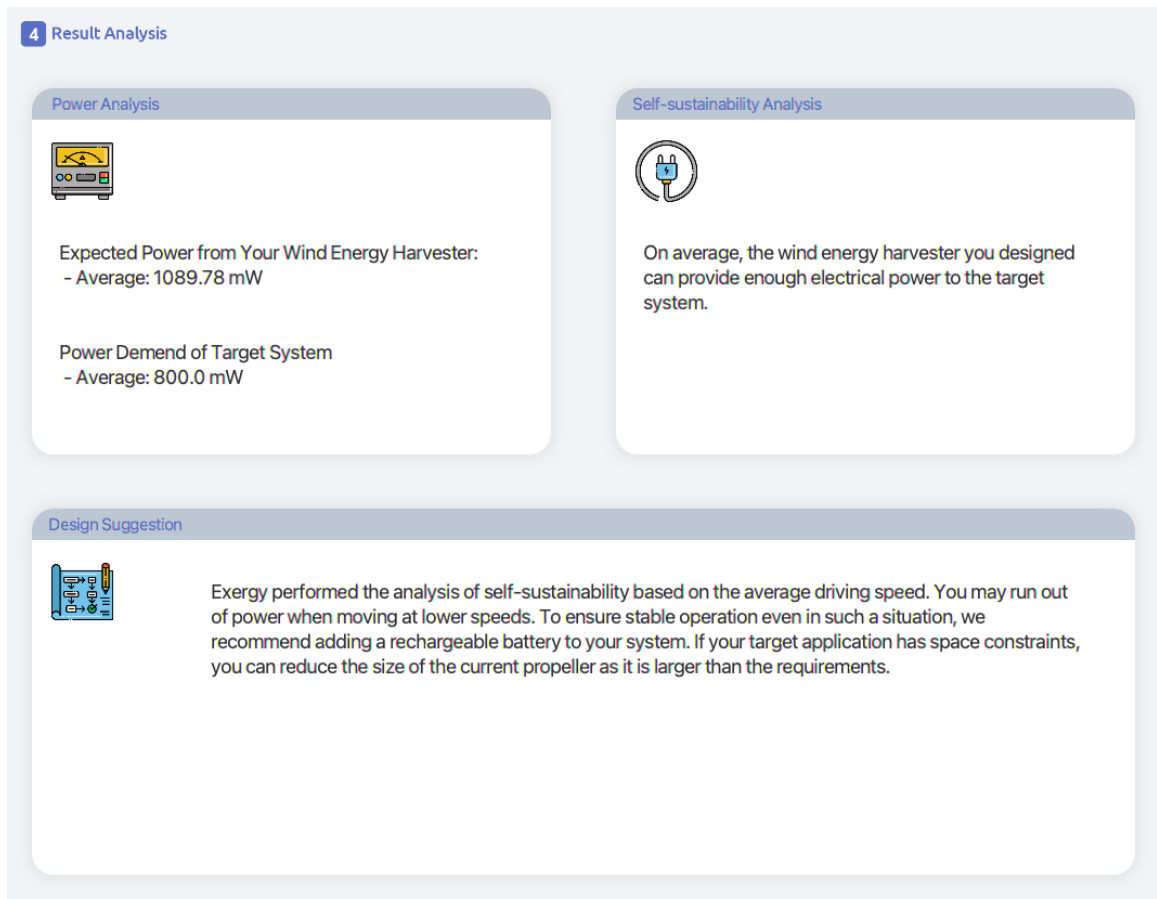 4 Result Analysis
Power Analysis
Expected Power from Your Wind Energy Harvester:
- Average: 1089.78 mW
Power Demend of Target System
- Average: 800.0 mW
Self-sustainability Analysis
On average, the wind energy harvester you designed
can provide enough electrical power to the target
system.
Design Suggestion
Exergy performed the analysis of self-sustainability based on the average driving speed. You may run out
of power when moving at lower speeds. To ensure stable operation even in such a situation, we
recommend adding a rechargeable battery to your system. If your target application has space constraints,
you can reduce the size of the current propeller as it is larger than the requirements.